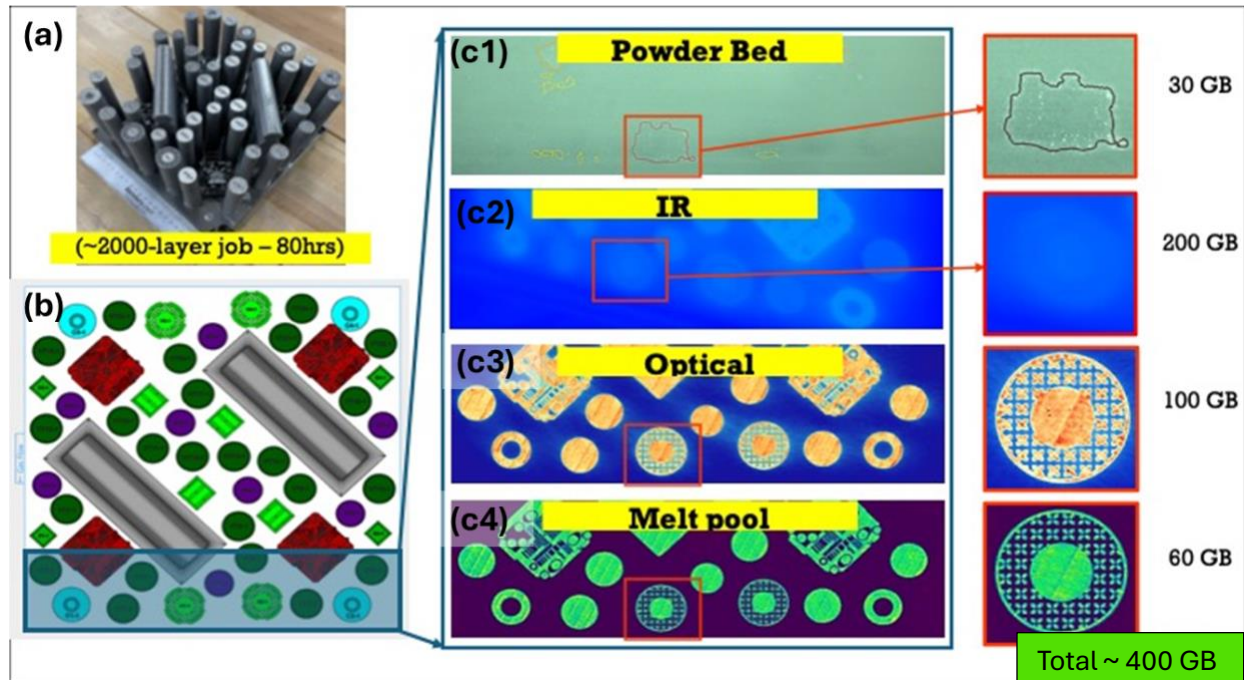 (a)
(~2000-layer job – 80hrs)
(b)
(c1)
Powder Bed
30 GB
(c2)
IR
200 GB
(c3)
Optical
100 GB
(c4)
Melt pool
60 GB
Total ~ 400 GB